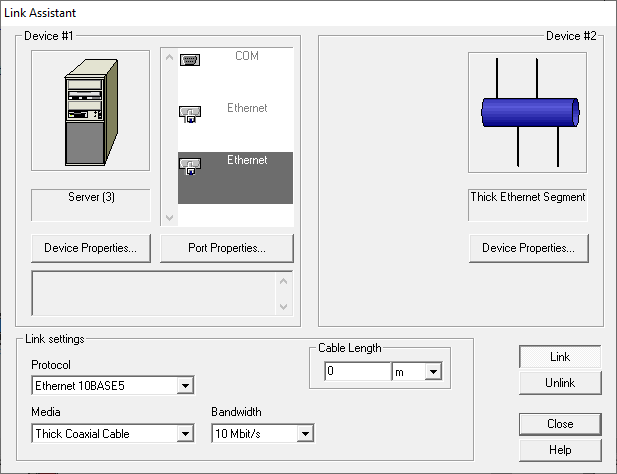 Link Assistant
Device #1
COM
Ethernet
Ethernet
Server (3)
Device Properties...
Port Properties...
Device #2
Thick Ethernet Segment
Device Properties...
Link settings
Protocol
Ethernet 10BASE5
Cable Length
0
m
Media
Thick Coaxial Cable
Bandwidth
10 Mbit/s
Link
Unlink
Close
Help